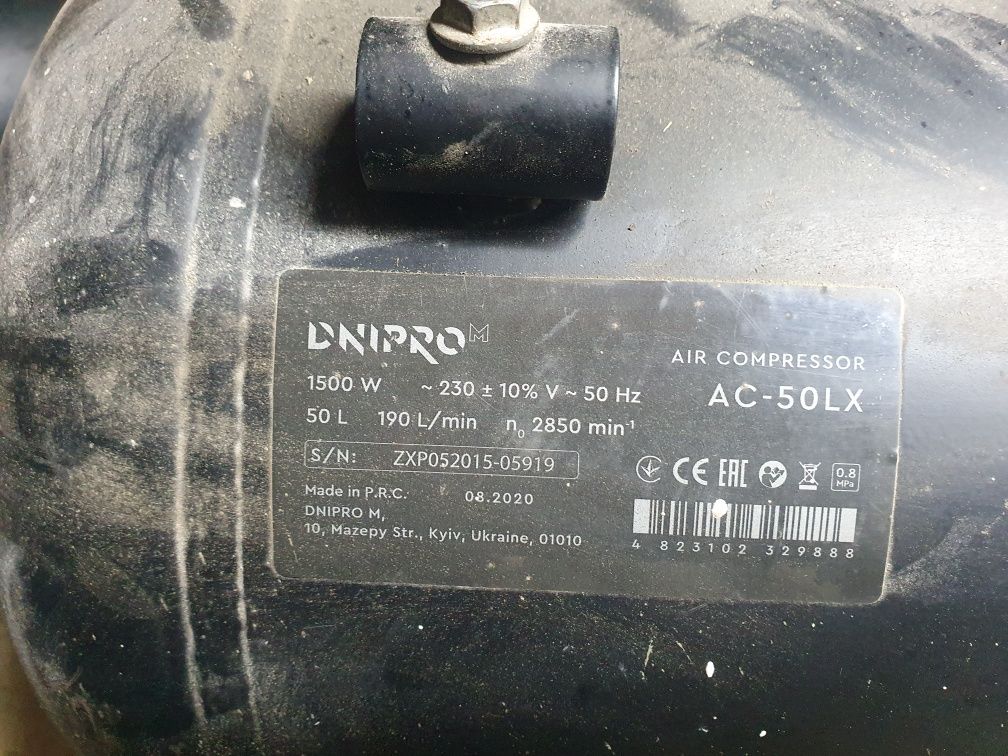 DNIPRO M
AIR COMPRESSOR
AC-50LX
1500 W ~ 230 ± 10% V ~ 50 Hz
50 L 190 L/min n₀ 2850 min⁻¹
S/N: ZXP052015-05919
Made in P.R.C. 08.2020
DNIPRO M,
10, Mazepy Str., Kyiv, Ukraine, 01010
CE EAC 0.8 MPa
4 823102 329888